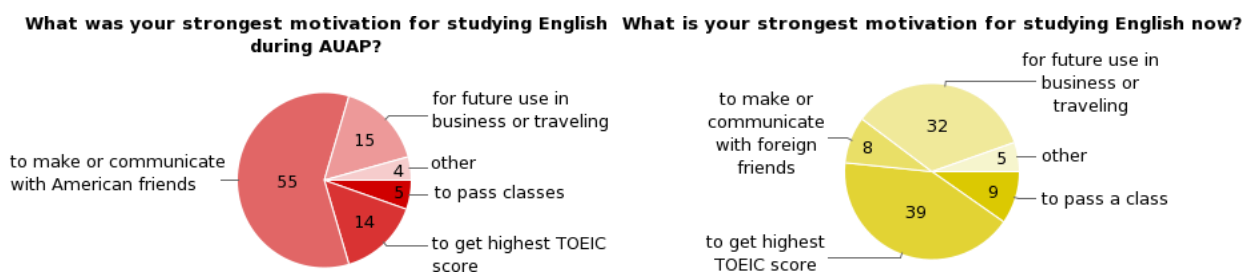 What was your strongest motivation for studying English
during AUAP?
for future use in
business or traveling
15
other
4
to make or communicate
with American friends
55
5
to pass classes
14
to get highest TOEIC
score
What is your strongest motivation for studying English now?
for future use in
business or
traveling
to make or
communicate
with foreign
friends
32
8
5
other
9
to pass a class
39
to get highest
TOEIC score